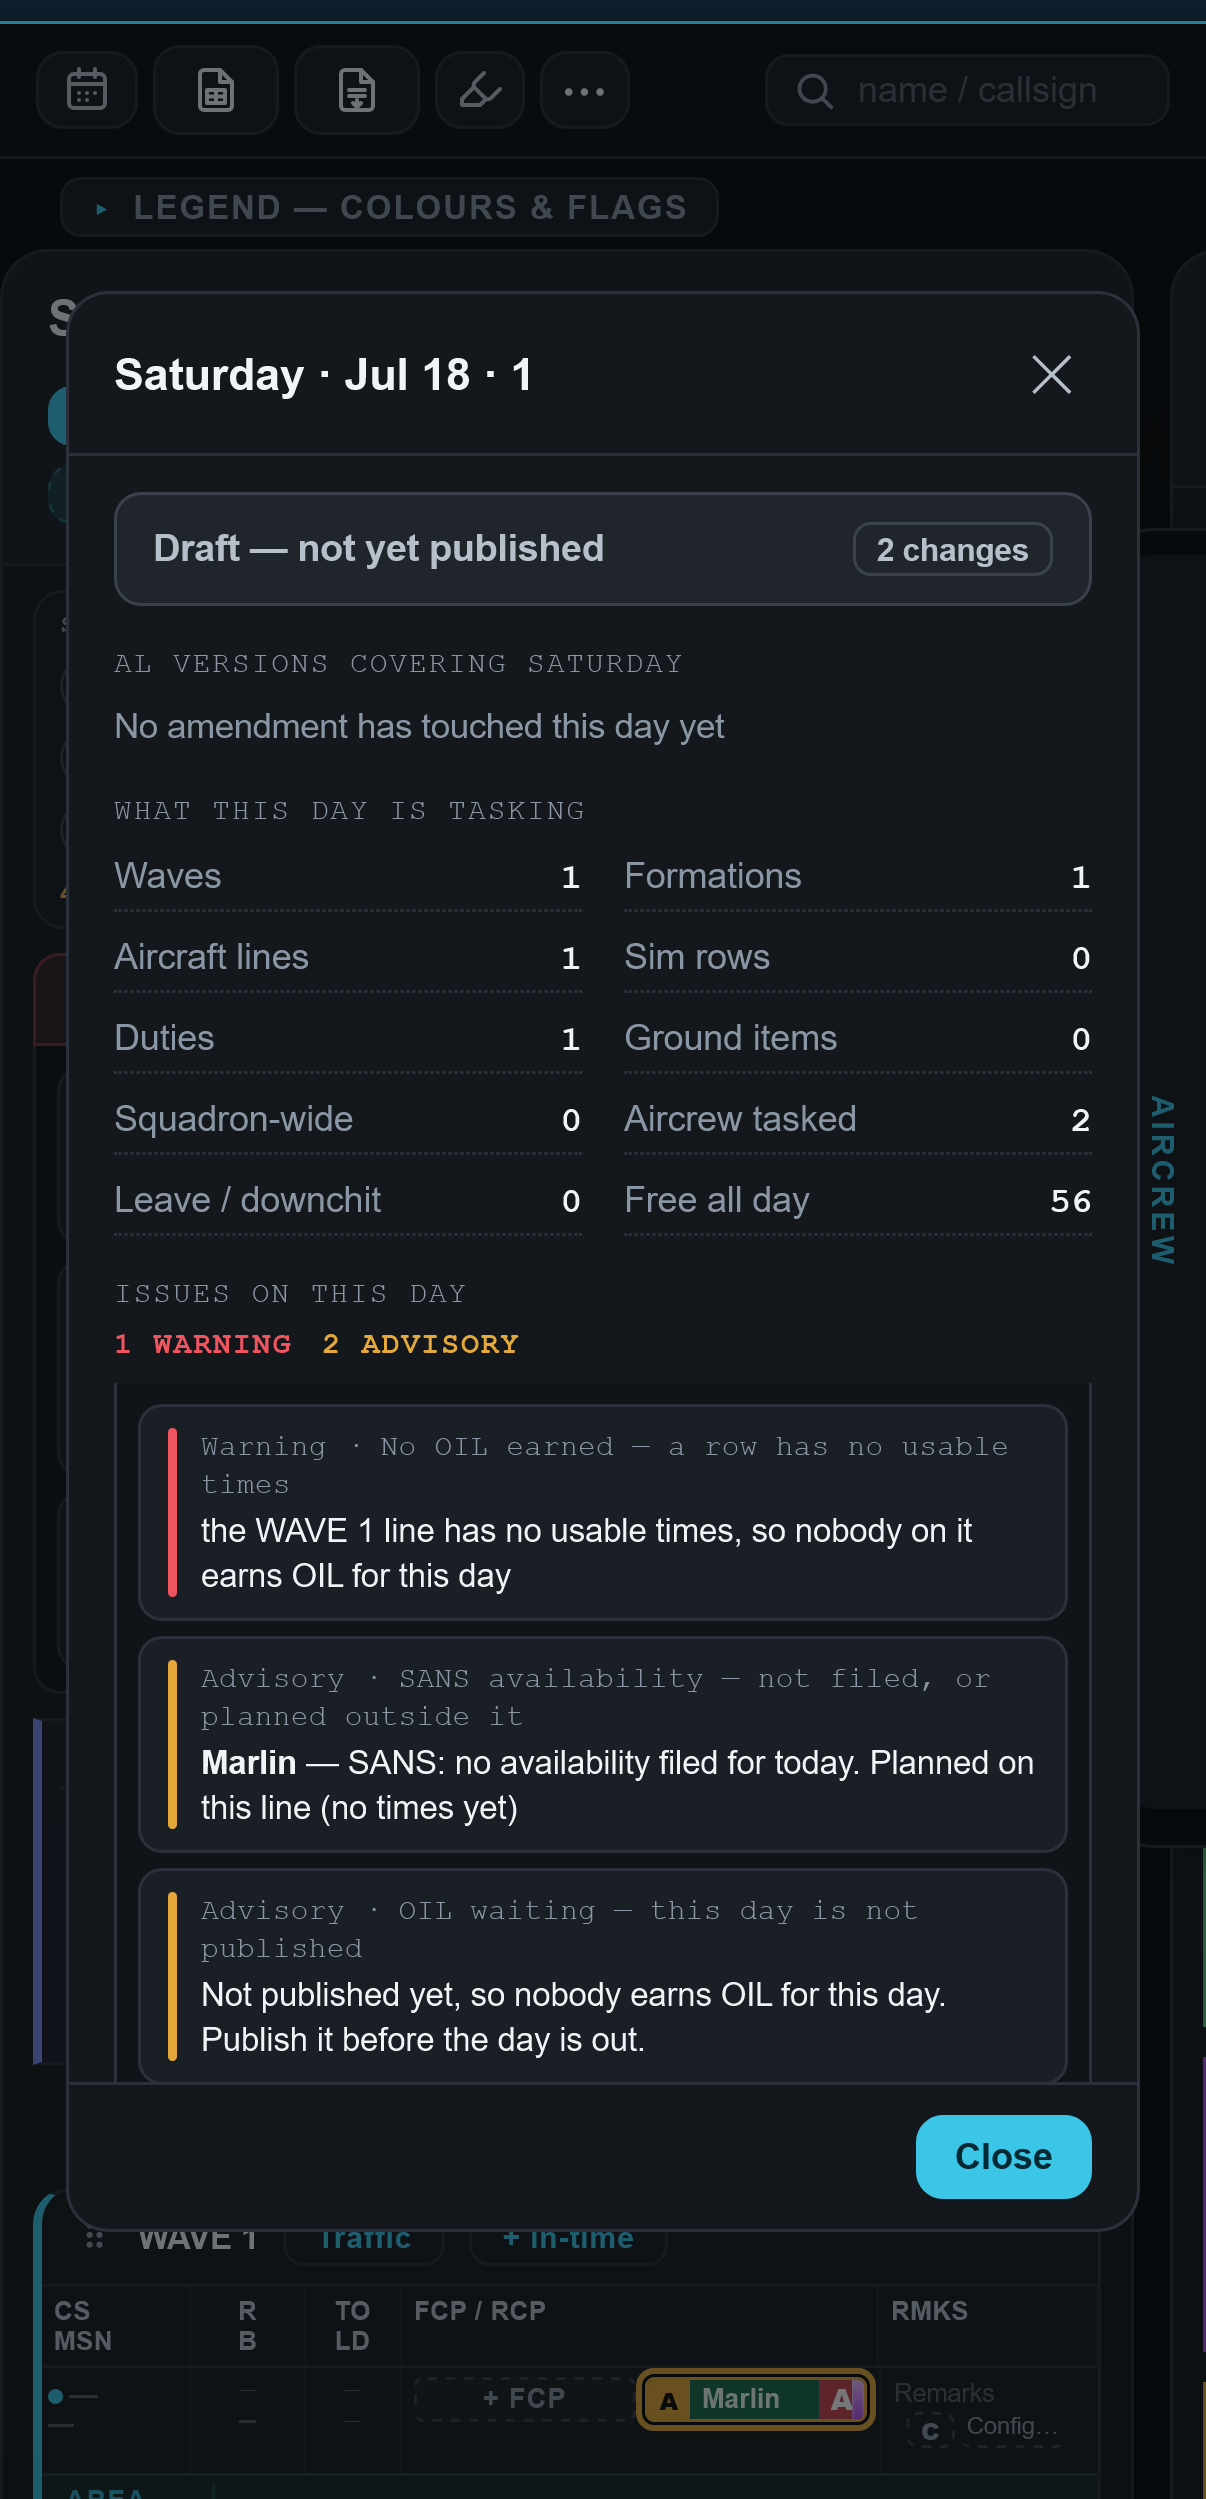 name / callsign
LEGEND — COLOURS & FLAGS
Saturday · Jul 18 · 1
Draft — not yet published
2 changes
AL VERSIONS COVERING SATURDAY
No amendment has touched this day yet
WHAT THIS DAY IS TASKING
Waves 1 Formations 1
Aircraft lines 1 Sim rows 0
Duties 1 Ground items 0
Squadron-wide 0 Aircrew tasked 2
Leave / downchit 0 Free all day 56
AIRCREW
ISSUES ON THIS DAY
1 WARNING 2 ADVISORY
Warning · No OIL earned — a row has no usable
times
the WAVE 1 line has no usable times, so nobody on it
earns OIL for this day
Advisory · SANS availability — not filed, or
planned outside it
Marlin — SANS: no availability filed for today. Planned on
this line (no times yet)
Advisory · OIL waiting — this day is not
published
Not published yet, so nobody earns OIL for this day.
Publish it before the day is out.
Close
WAVE 1 Traffic + In-time
CS R TO FCP / RCP RMKS
MSN B LD
— — — + FCP A Marlin A Remarks
— — — C Config...
AREA